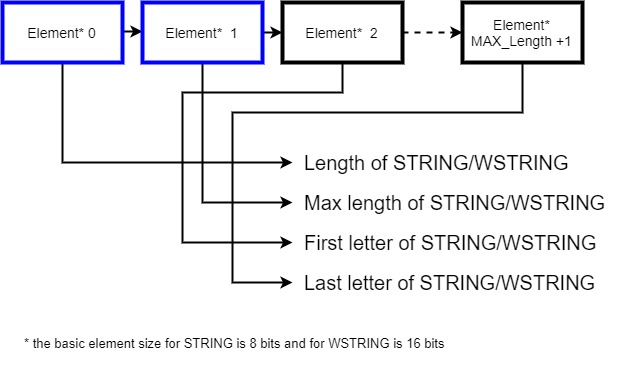 Element* 0
Element* 1
Element* 2
Element*
MAX_Length +1
Length of STRING/WSTRING
Max length of STRING/WSTRING
First letter of STRING/WSTRING
Last letter of STRING/WSTRING
* the basic element size for STRING is 8 bits and for WSTRING is 16 bits